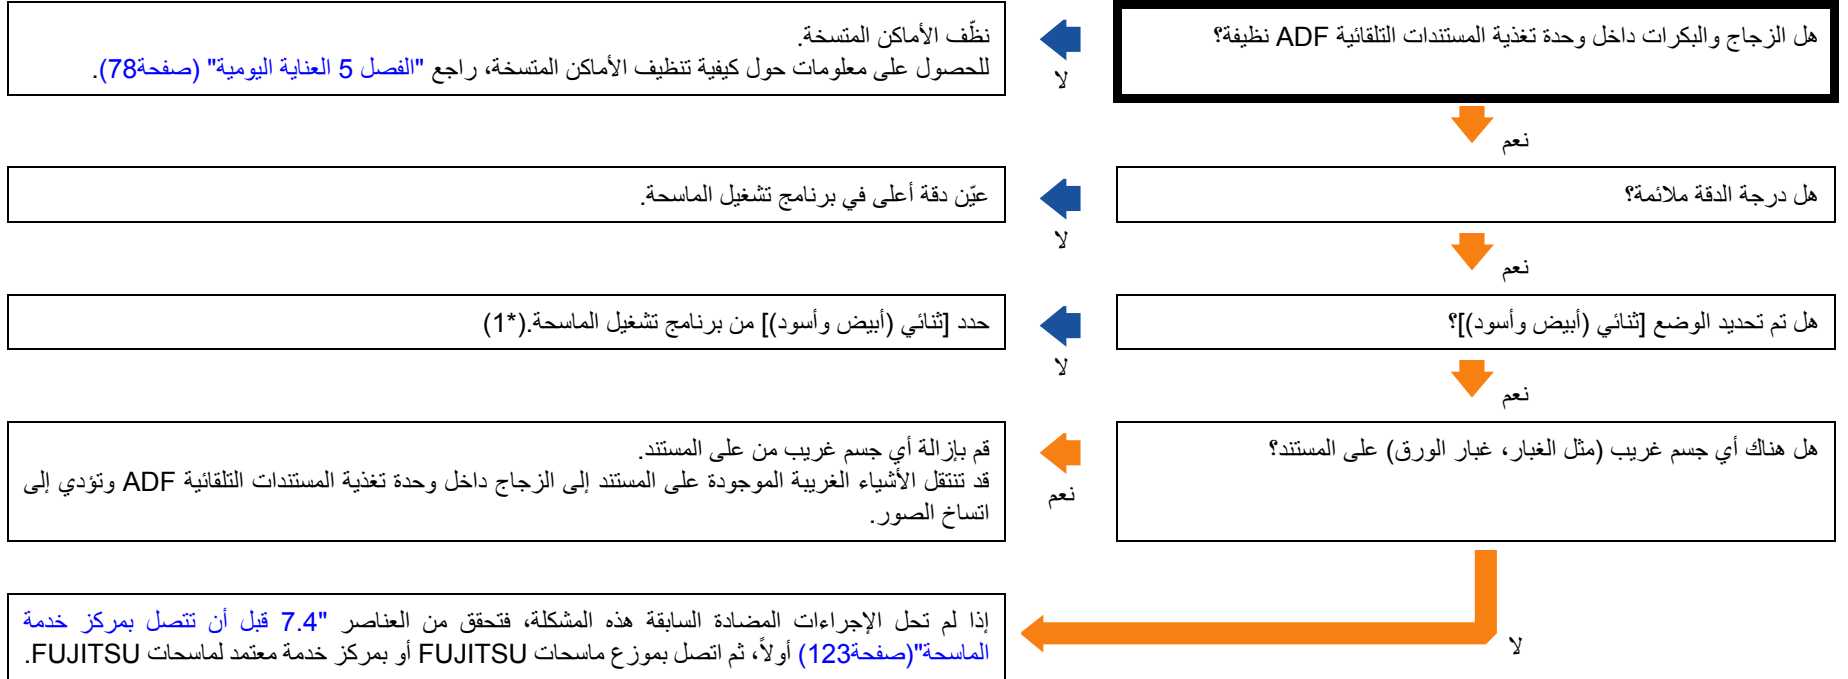 هل الزجاج والبكرات داخل وحدة تغذية المستندات التلقائية ADF نظيفة؟
لا
نظّف الأماكن المتسخة.
للحصول على معلومات حول كيفية تنظيف الأماكن المتسخة، راجع "الفصل 5 العناية اليومية" (صفحة78).
نعم
هل درجة الدقة ملائمة؟
لا
عيّن دقة أعلى في برنامج تشغيل الماسحة.
نعم
هل تم تحديد الوضع [ثنائي (أبيض وأسود)]؟
لا
حدد [ثنائي (أبيض وأسود)] من برنامج تشغيل الماسحة.(*1)
نعم
هل هناك أي جسم غريب (مثل الغبار، غبار الورق) على المستند؟
نعم
قم بإزالة أي جسم غريب من على المستند.
قد تنتقل الأشياء الغريبة الموجودة على المستند إلى الزجاج داخل وحدة تغذية المستندات التلقائية ADF وتؤدي إلى
اتساخ الصور.
لا
إذا لم تحل الإجراءات المضادة السابقة هذه المشكلة، فتحقق من العناصر "7.4 قبل أن تتصل بمركز خدمة
الماسحة"(صفحة123) أولاً، ثم اتصل بموزع ماسحات FUJITSU أو بمركز خدمة معتمد لماسحات FUJITSU.